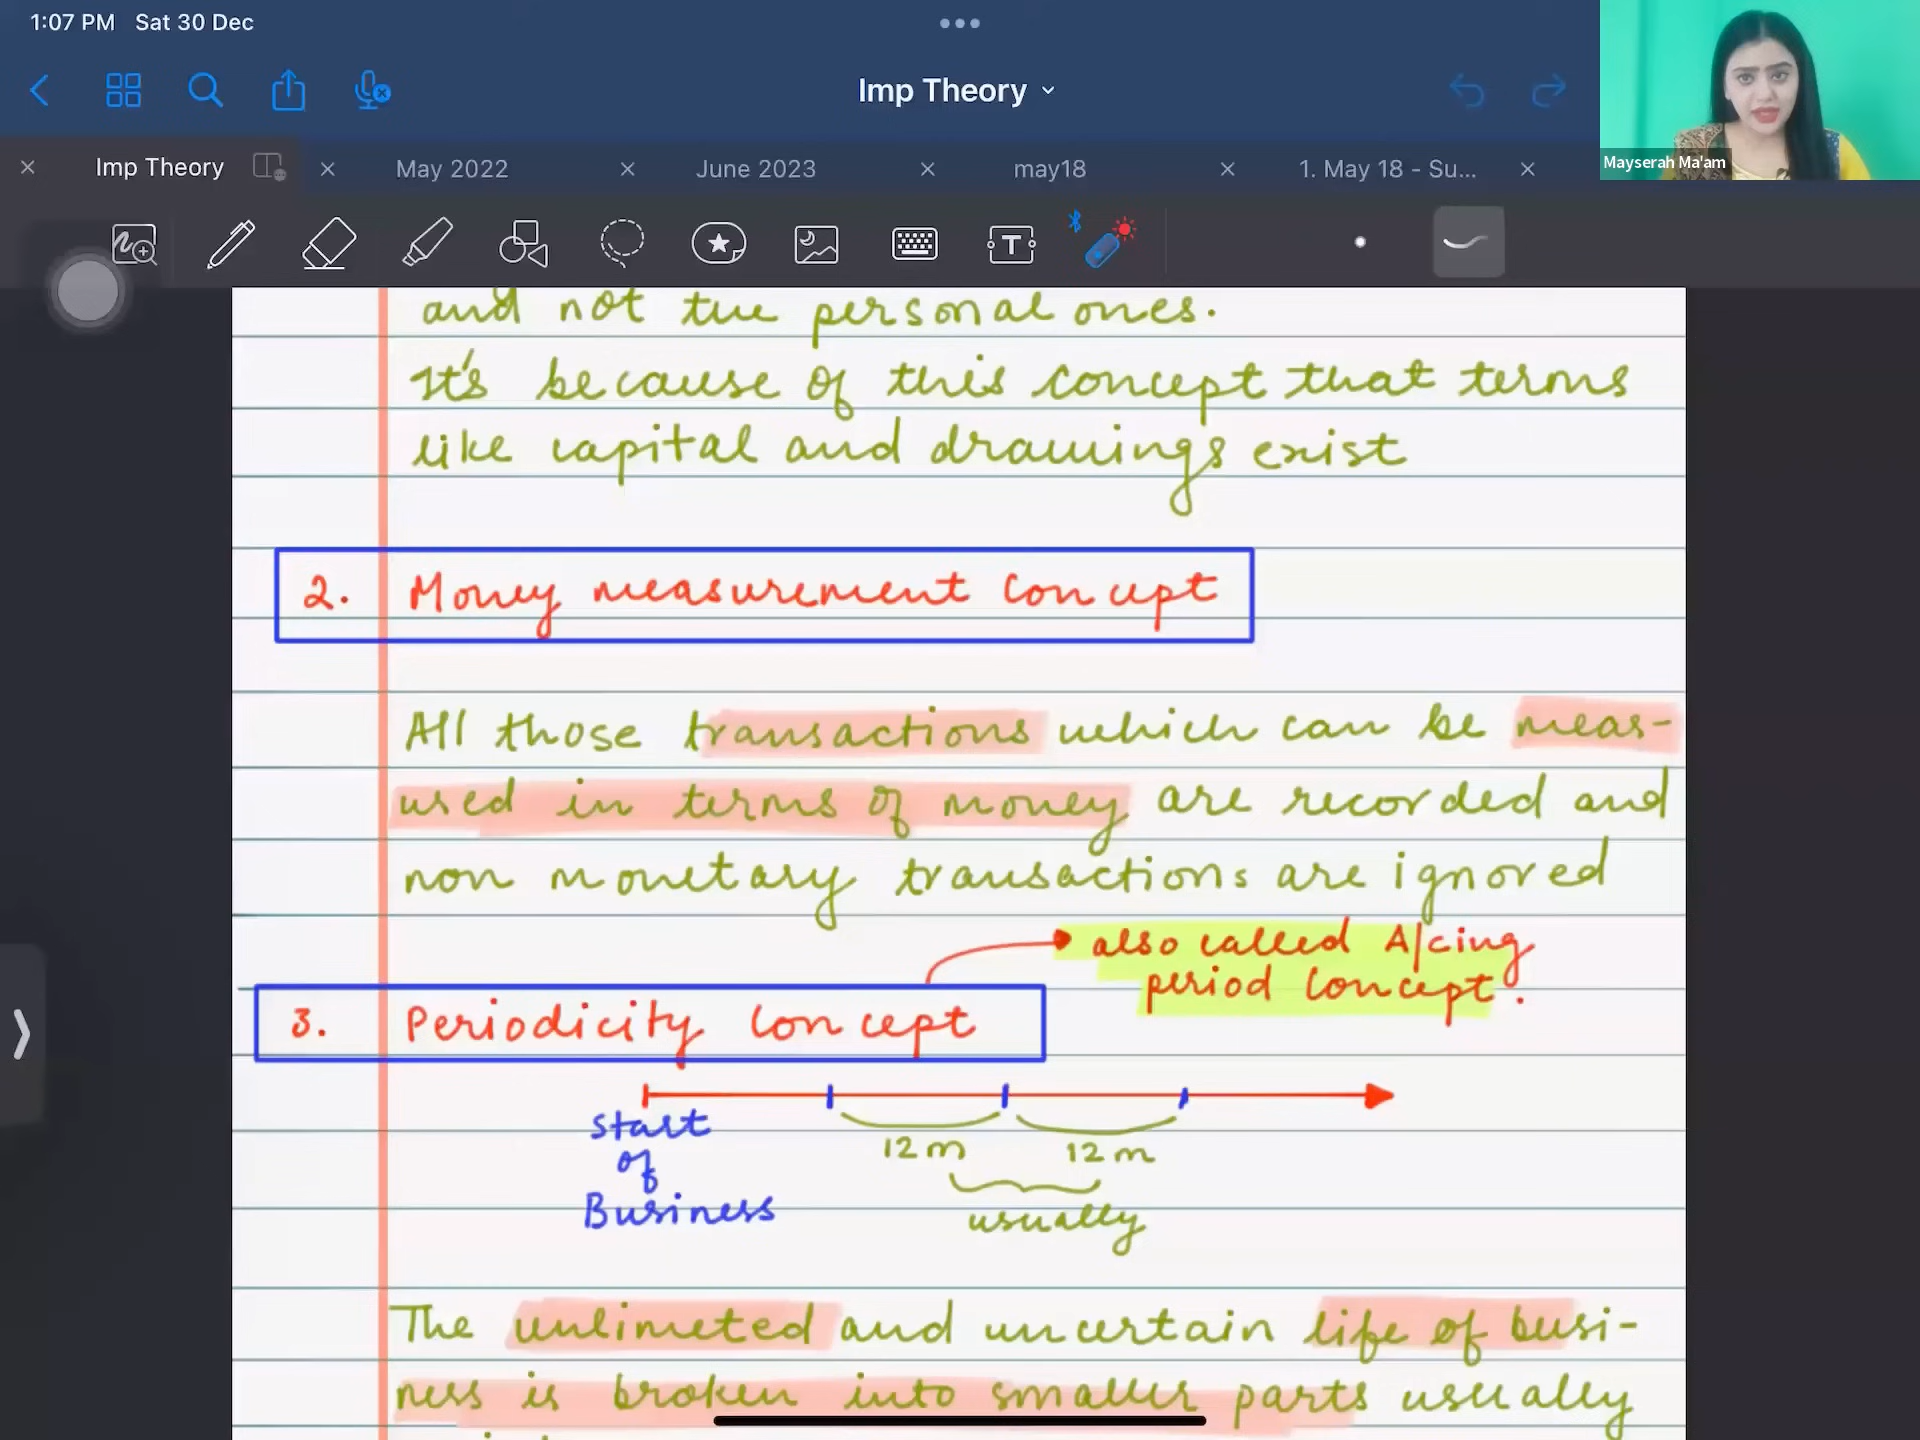 1:07 PM Sat 30 Dec
Imp Theory
Mayserah Ma'am
Imp Theory
May 2022
June 2023
may18
1. May 18 - Su...
T
and not the personal ones.
It's because of this concept that terms
like capital and drawings exist
2. Money measurement Concept
All those transactions which can be meas-
ured in terms of money are recorded and
non monetary transactions are ignored
also called A/cing
period Concept.
3. Periodicity Concept
start
of
Business
12 m
12 m
usually
The unlimeted and uncertain life of busi-
ness is broken into smaller parts usually